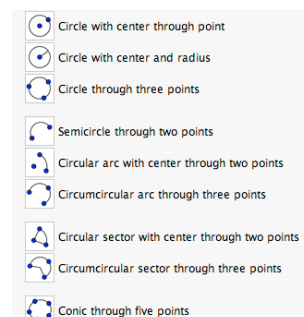 Circle with center through point
Circle with center and radius
Circle through three points
Semicircle through two points
Circular arc with center through two points
Circumcircular arc through three points
Circular sector with center through two points
Circumcircular sector through three points
Conic through five points